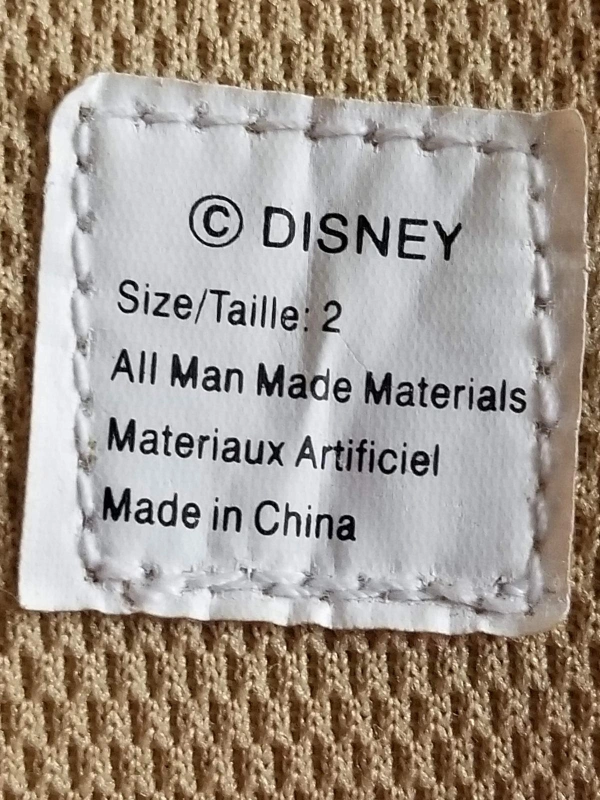 © DISNEY
Size/Taille: 2
All Man Made Materials
Materiaux Artificiel
Made in China